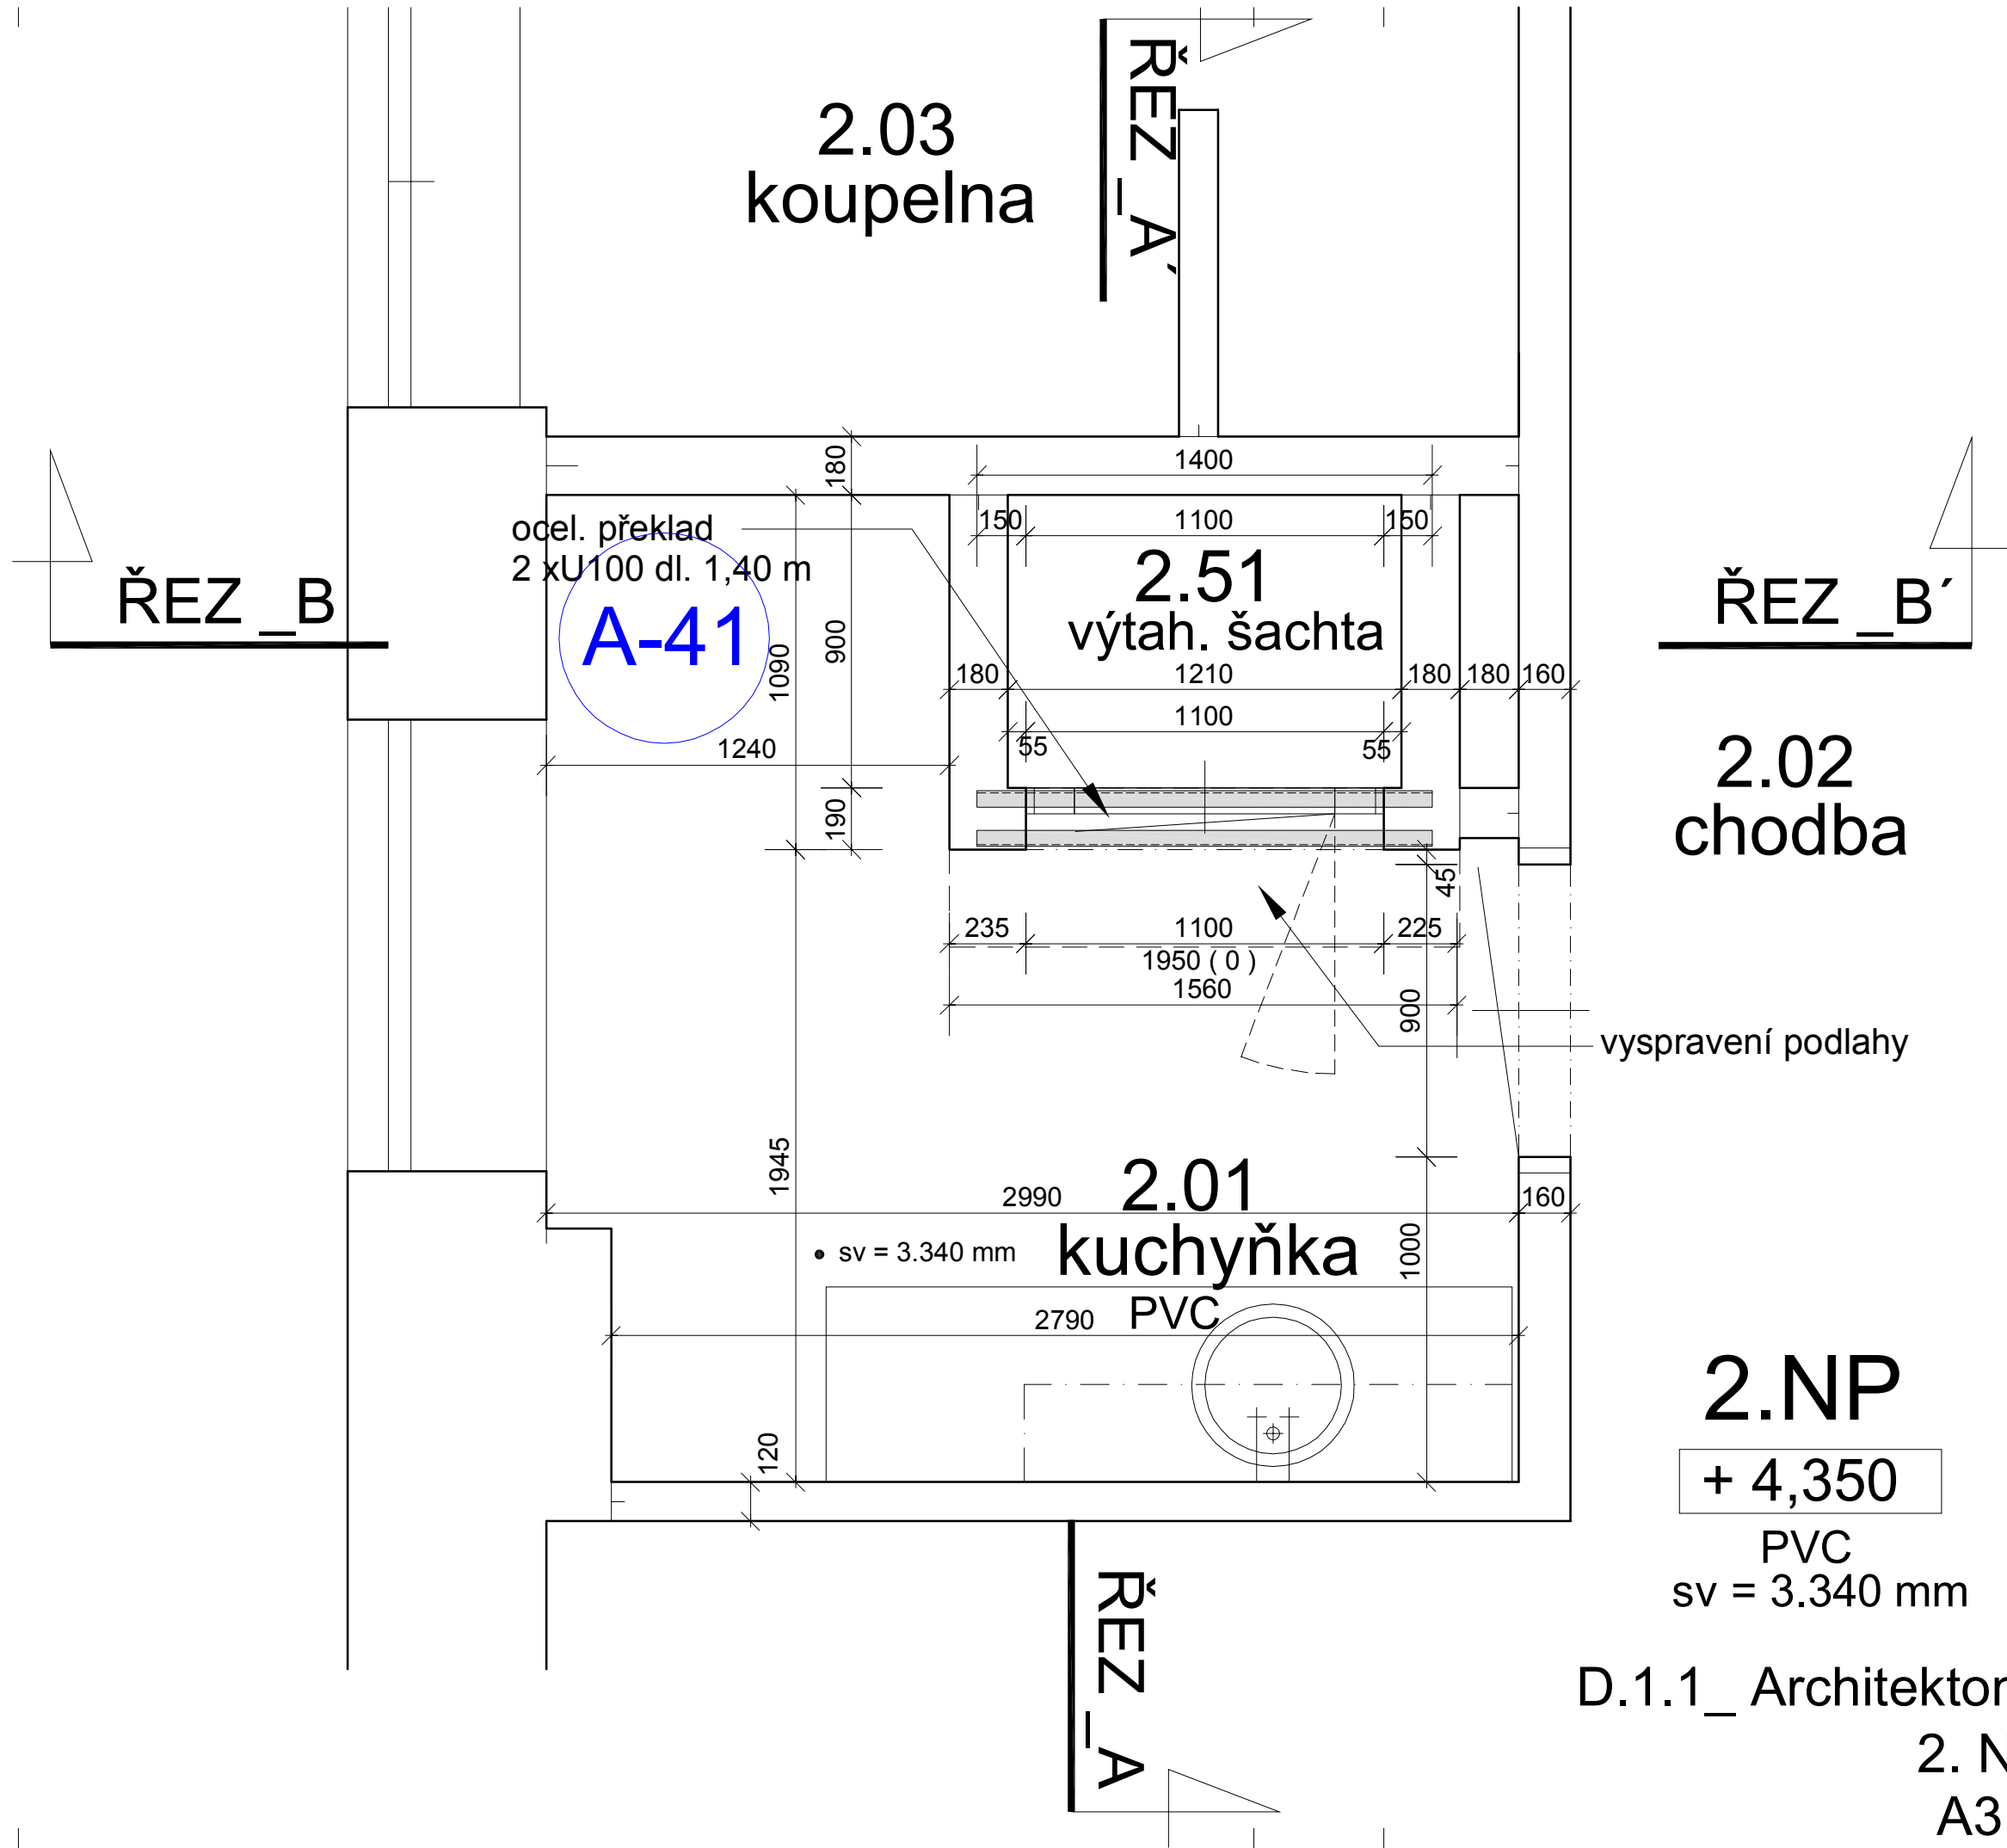 ŘEZ _A´
2.03
koupelna
180
1400
150
1100
150
ocel. překlad
2 xU100 dl. 1,40 m
2.51
výtah. šachta
ŘEZ _B
A-41
ŘEZ _B´
1090
900
180
1210
180
180
160
1100
55
55
1240
2.02
chodba
190
45
235
1100
225
1950 ( 0 )
1560
900
vyspravení podlahy
1945
2.01
2990
160
kuchyňka
sv = 3.340 mm
1000
PVC
2790
2.NP
120
+ 4,350
PVC
sv = 3.340 mm
ŘEZ _A
D.1.1_ Architekton
2. N
A3